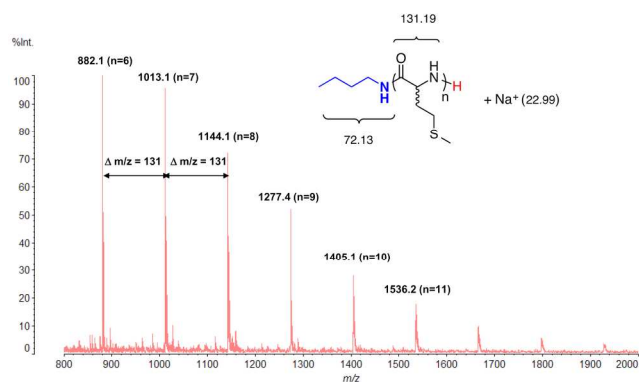 131.19
%Int.
882.1 (n=6)
1013.1 (n=7)
O
H
N
H
N
H
n
+ Na⁺ (22.99)
S
72.13
1144.1 (n=8)
Δ m/z = 131
Δ m/z = 131
1277.4 (n=9)
1405.1 (n=10)
1536.2 (n=11)
100
90
80
70
60
50
40
30
20
10
0
800 900 1000 1100 1200 1300 1400 1500 1600 1700 1800 1900 2000
m/z